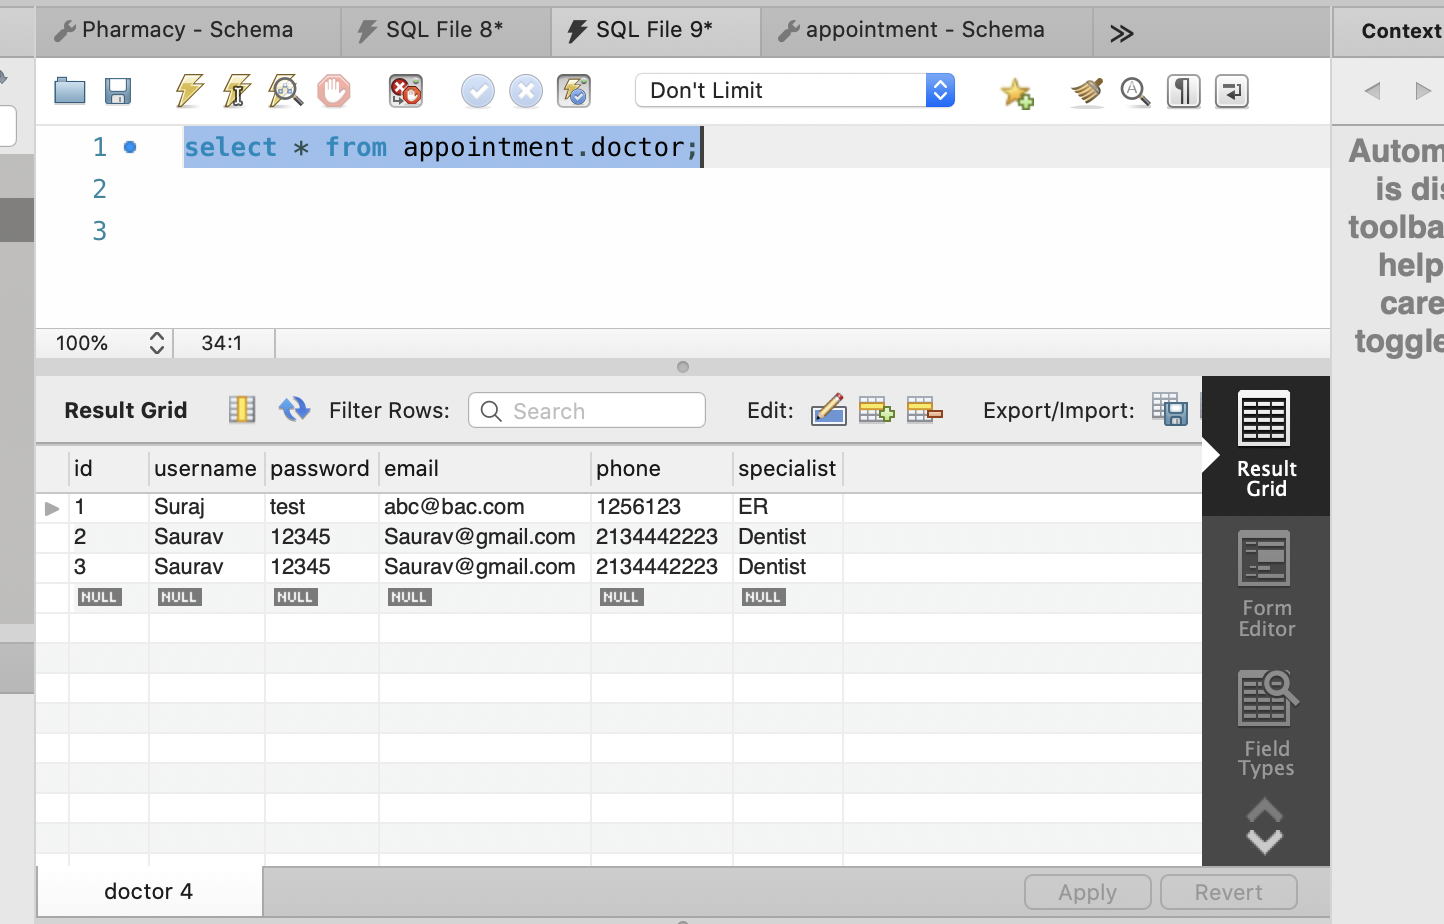 Pharmacy - Schema SQL File 8* SQL File 9* appointment - Schema
Context
Don't Limit
1 select * from appointment.doctor;
2
3
Autom
is dis
toolba
help
care
toggle
100% 34:1
Result Grid Filter Rows: Search Edit: Export/Import:
id username password email phone specialist
1 Suraj test abc@bac.com 1256123 ER
2 Saurav 12345 Saurav@gmail.com 2134442223 Dentist
3 Saurav 12345 Saurav@gmail.com 2134442223 Dentist
NULL NULL NULL NULL NULL NULL
Result
Grid
Form
Editor
Field
Types
doctor 4 Apply Revert